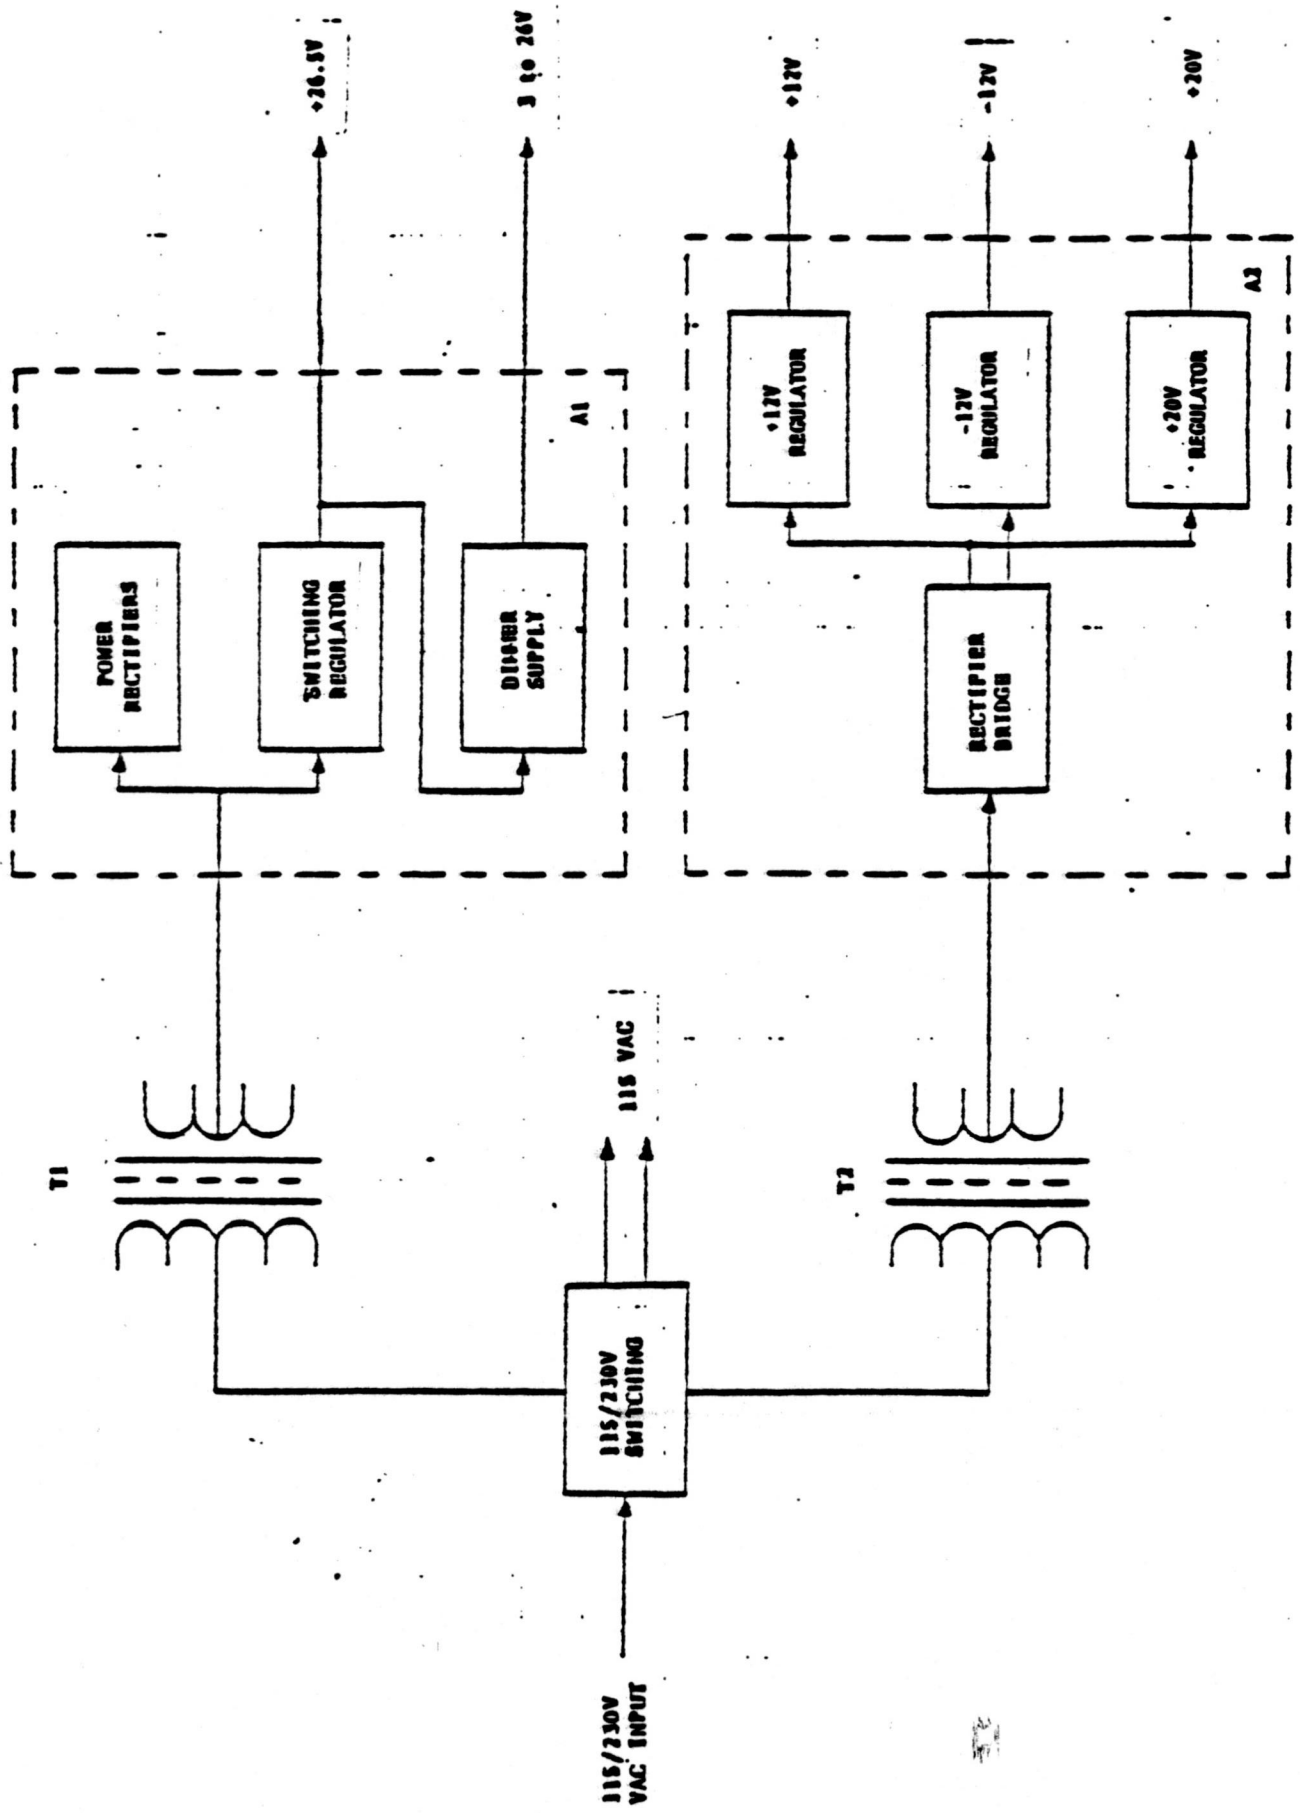 T1
POWER
RECTIFIERS
SWITCHING
REGULATOR
+26.5V
DIMMER
SUPPLY
3 to 26V
A1
115/230V
VAC INPUT
115/230V
SWITCHING
115 VAC
T2
RECTIFIER
BRIDGE
+12V
REGULATOR
+12V
-12V
REGULATOR
-12V
+20V
REGULATOR
+20V
A2